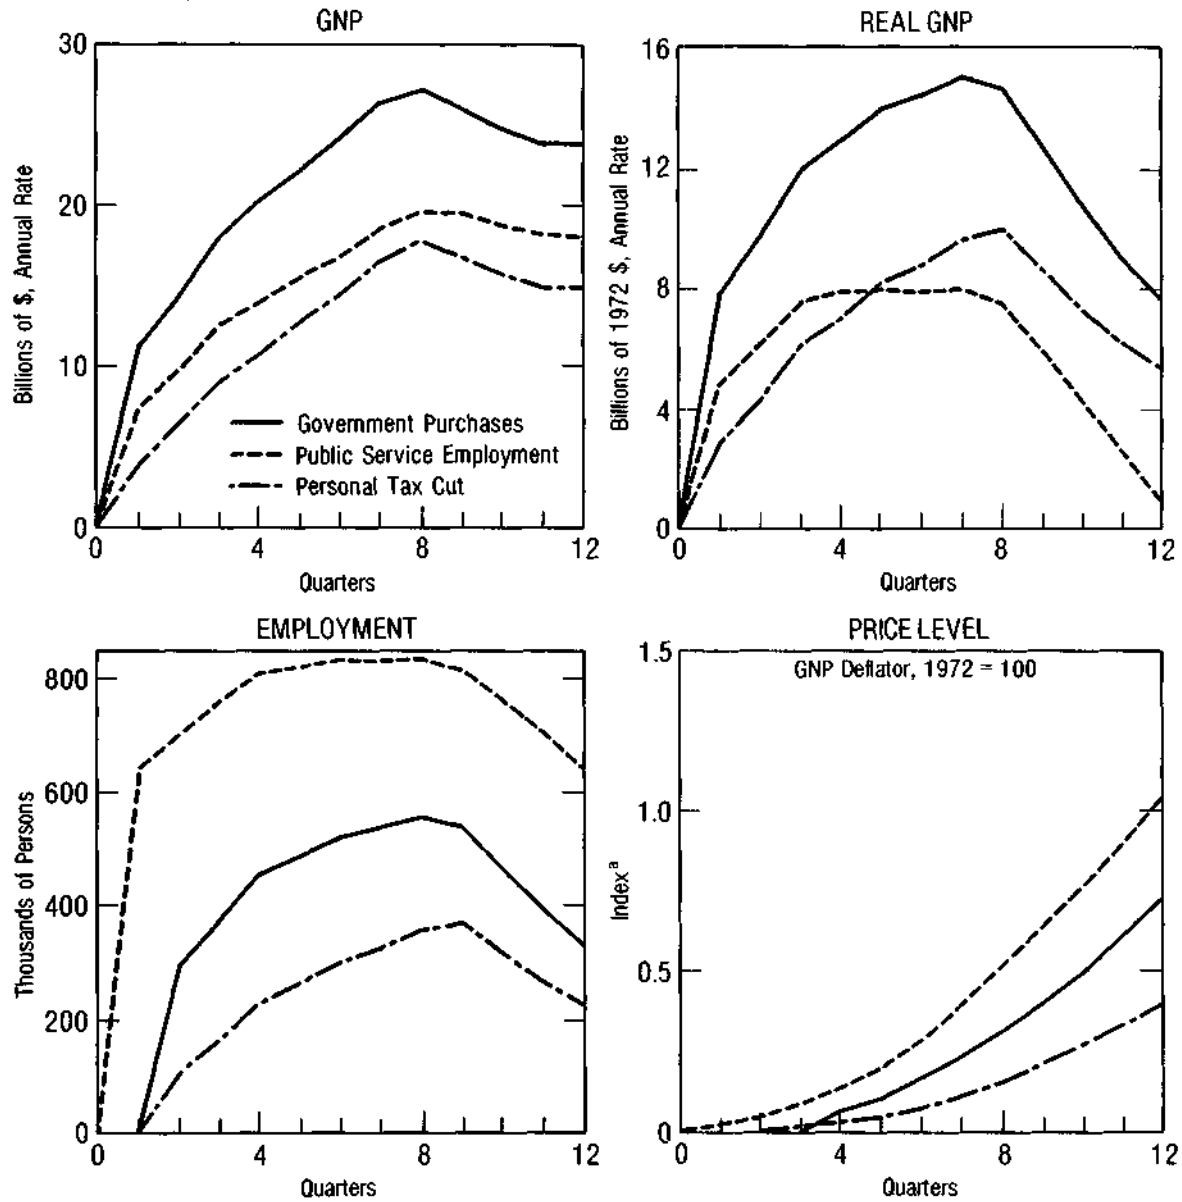 GNP
30
20
10
0
0 4 8 12
Billions of $, Annual Rate
Quarters
Government Purchases
Public Service Employment
Personal Tax Cut
REAL GNP
16
12
8
4
0
0 4 8 12
Billions of 1972 $, Annual Rate
Quarters
EMPLOYMENT
800
600
400
200
0
0 4 8 12
Thousands of Persons
Quarters
PRICE LEVEL
GNP Deflator, 1972 = 100
1.5
1.0
0.5
0
0 4 8 12
Indexᵃ
Quarters